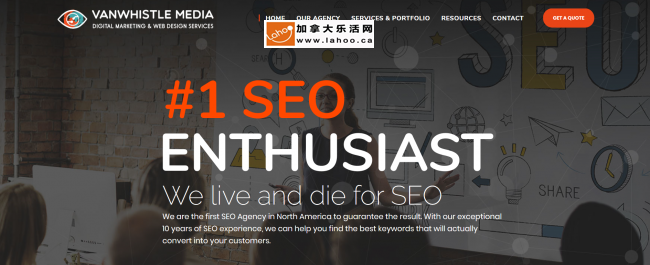 VANWHISTLE MEDIA
DIGITAL MARKETING & WEB DESIGN SERVICES
HOME OUR AGENCY SERVICES & PORTFOLIO RESOURCES CONTACT
GET A QUOTE
Lahoo
加拿大乐活网
www.lahoo.ca
SEO
#1 SEO
ENTHUSIAST
We live and die for SEO
SHARE
We are the first SEO Agency in North America to guarantee the result. With our exceptional
10 years of SEO experience, we can help you find the best keywords that will actually
convert into your customers.